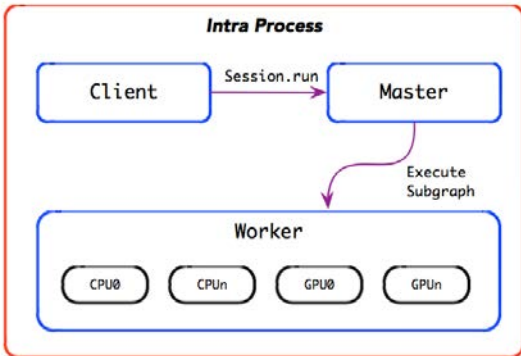 Intra Process
Client
Session.run
Master
Execute
Subgraph
Worker
CPU0
CPUn
GPU0
GPUn